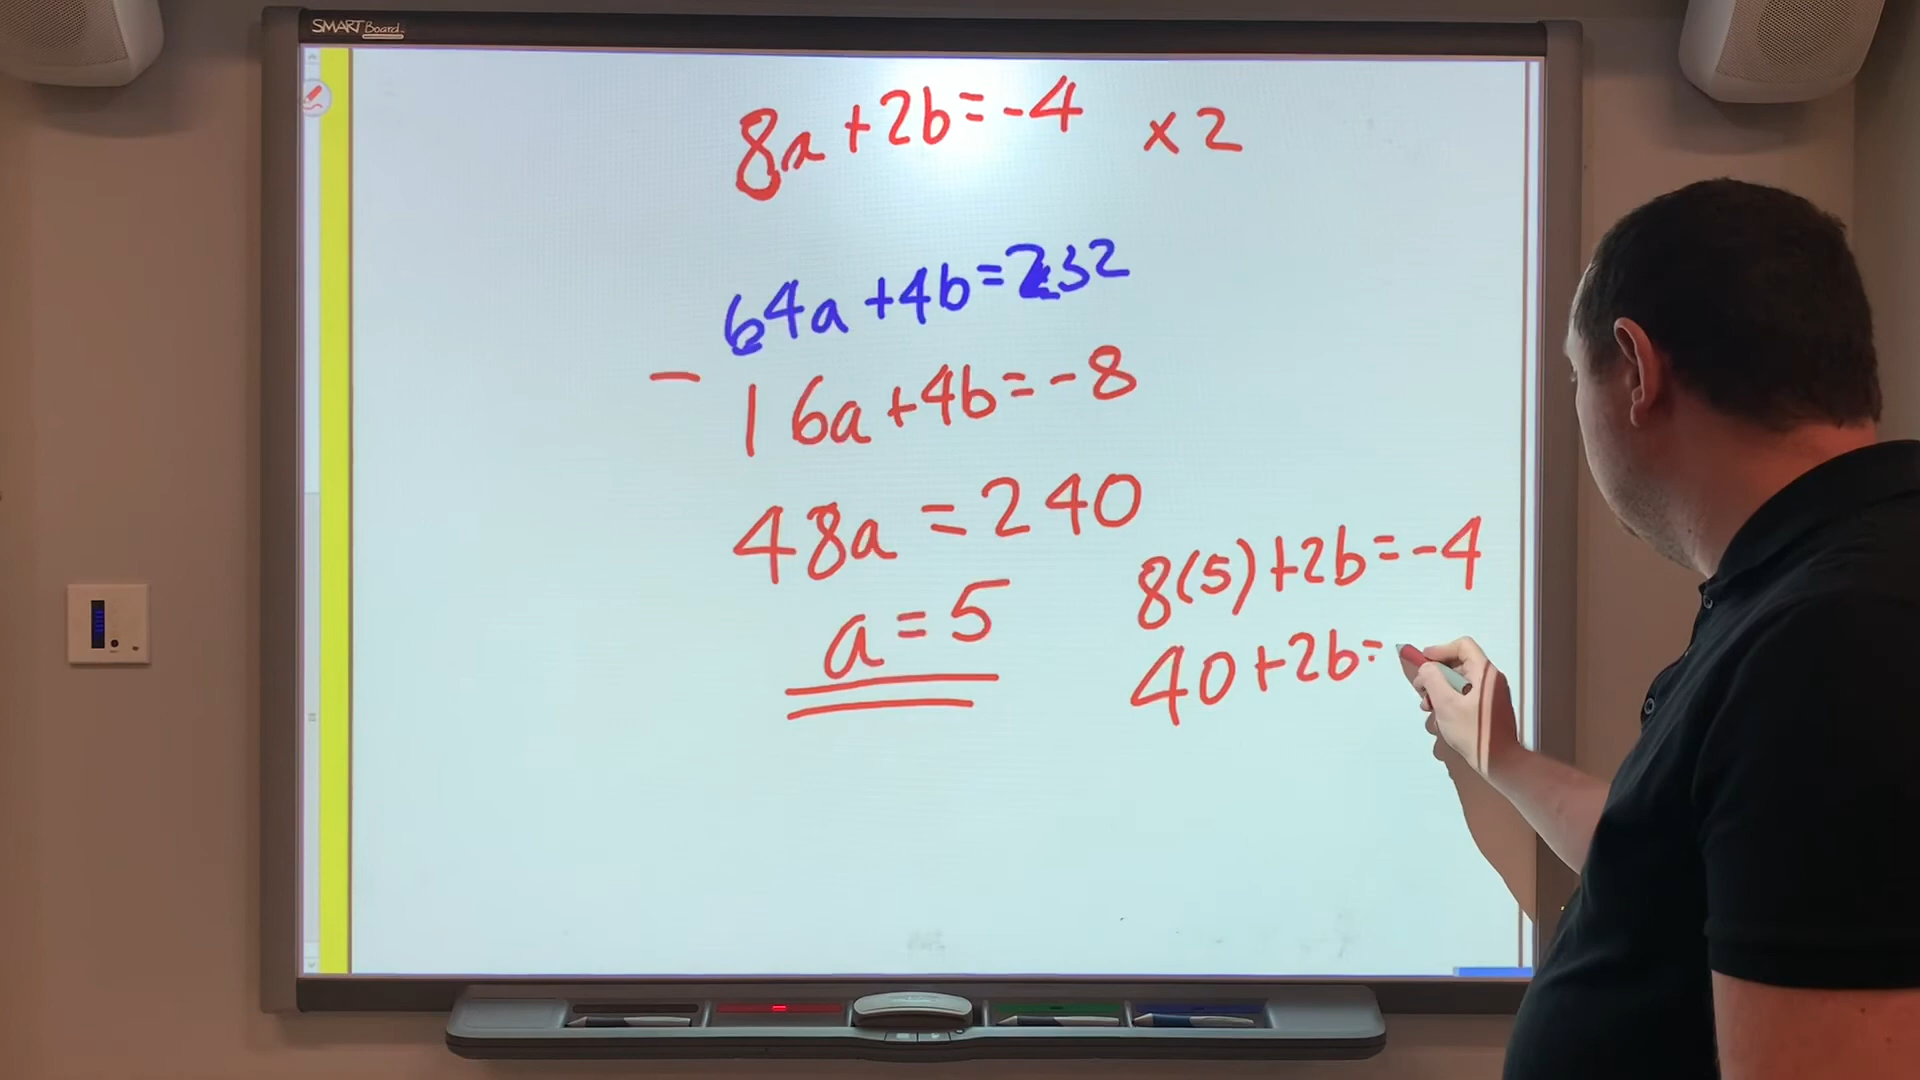 SMART Board
8a + 2b = -4 × 2
64a + 4b = 232
- 16a + 4b = -8
48a = 240
a = 5
8(5) + 2b = -4
40 + 2b =